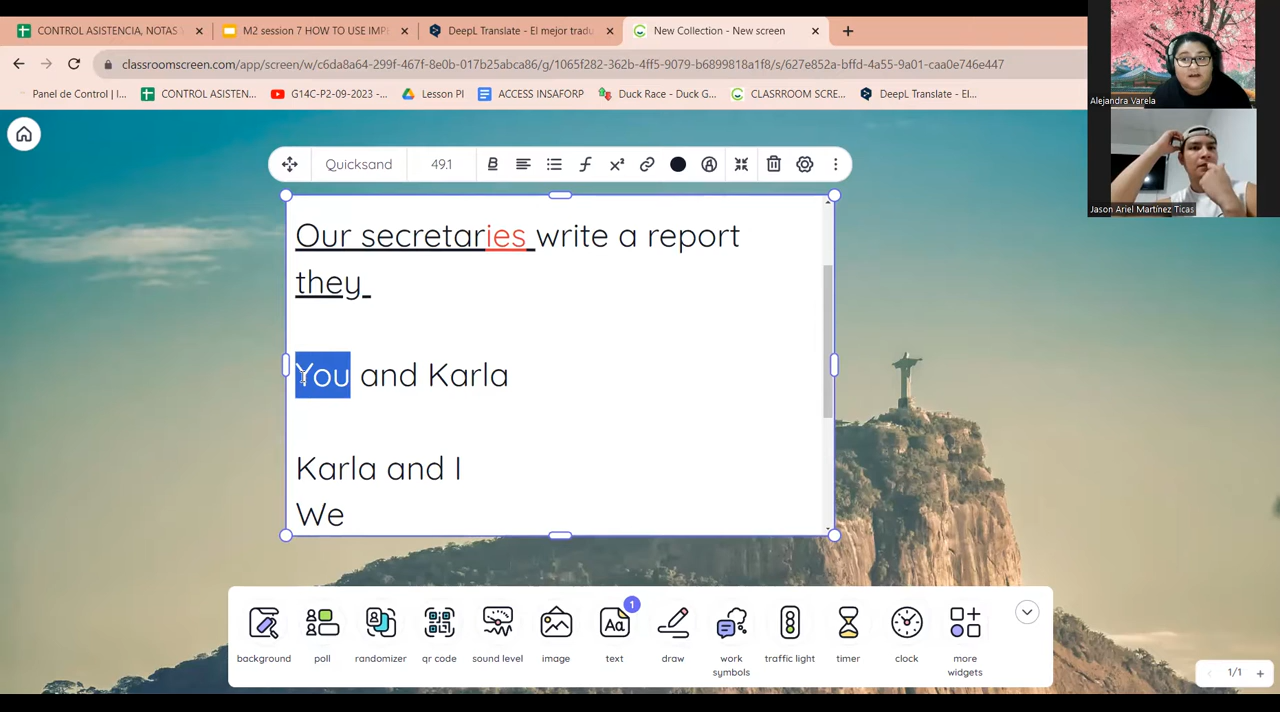 CONTROL ASISTENCIA, NOTAS
M2 session 7 HOW TO USE IMP
DeepL Translate - El mejor tradu
New Collection - New screen
classroomscreen.com/app/screen/w/c6da8a64-299f-467f-8e0b-017b25abca86/g/1065f282-362b-4ff5-9079-b6899818a1f8/s/627e852a-bffd-4a55-9a01-caa0e746e447
Panel de Control | I...
CONTROL ASISTEN...
G14C-P2-09-2023 -...
Lesson Pl
ACCESS INSAFORP
Duck Race - Duck G...
CLASRROOM SCRE...
DeepL Translate - El...
Alejandra Varela
Jason Ariel Martínez Ticas
Quicksand
49.1
Our secretaries write a report
they
You and Karla
Karla and I
We
1
background
poll
randomizer
qr code
sound level
image
text
draw
work symbols
traffic light
timer
clock
more widgets
1/1